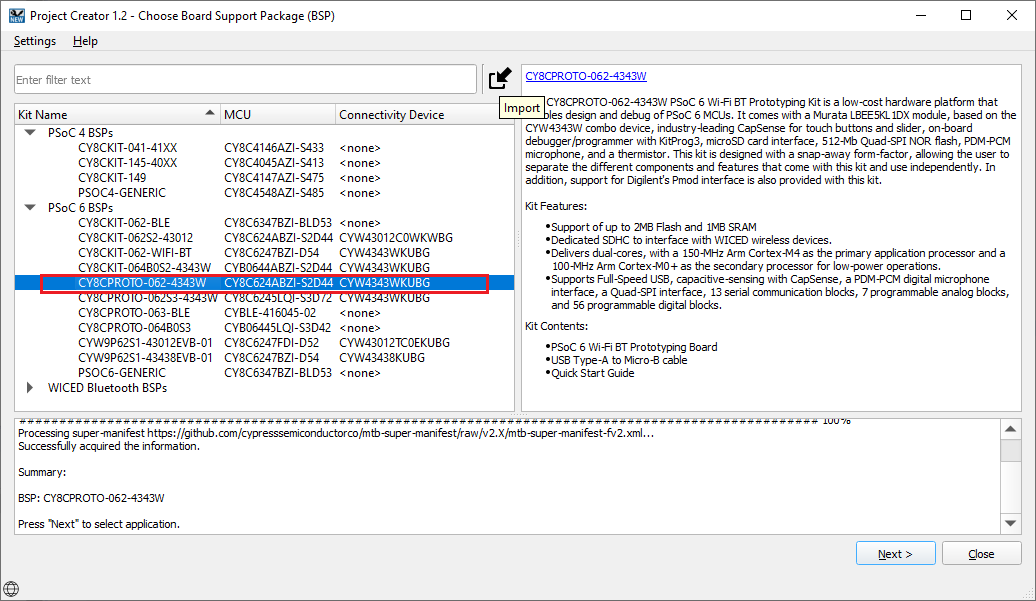 NEW Project Creator 1.2 - Choose Board Support Package (BSP)
Settings Help
Enter filter text
Import
Kit Name MCU Connectivity Device
PSoC 4 BSPs
CY8CKIT-041-41XX CY8C4146AZI-S433 <none>
CY8CKIT-145-40XX CY8C4045AZI-S413 <none>
CY8CKIT-149 CY8C4147AZI-S475 <none>
PSOC4-GENERIC CY8C4548AZI-S485 <none>
PSoC 6 BSPs
CY8CKIT-062-BLE CY8C6347BZI-BLD53 <none>
CY8CKIT-062S2-43012 CY8C624ABZI-S2D44 CYW43012C0WKWBG
CY8CKIT-062-WIFI-BT CY8C6247BZI-D54 CYW4343WKUBG
CY8CKIT-064B0S2-4343W CYB0644ABZI-S2D44 CYW4343WKUBG
CY8CPROTO-062-4343W CY8C624ABZI-S2D44 CYW4343WKUBG
CY8CPROTO-062S3-4343W CY8C6245LQI-S3D72 CYW4343WKUBG
CY8CPROTO-063-BLE CYBLE-416045-02 <none>
CY8CPROTO-064B0S3 CYB06445LQI-S3D42 <none>
CYW9P62S1-43012EVB-01 CY8C6247FDI-D52 CYW43012TC0EKUBG
CYW9P62S1-43438EVB-01 CY8C6247BZI-D54 CYW43438KUBG
PSOC6-GENERIC CY8C6347BZI-BLD53 <none>
WICED Bluetooth BSPs
CY8CPROTO-062-4343W
CY8CPROTO-062-4343W PSoC 6 Wi-Fi BT Prototyping Kit is a low-cost hardware platform that
design and debug of PSoC 6 MCUs. It comes with a Murata LBEE5KL1DX module, based on the
CYW4343W combo device, industry-leading CapSense for touch buttons and slider, on-board
debugger/programmer with KitProg3, microSD card interface, 512-Mb Quad-SPI NOR flash, PDM-PCM
microphone, and a thermistor. This kit is designed with a snap-away form-factor, allowing the user to
separate the different components and features that come with this kit and use independently. In
addition, support for Digilent's Pmod interface is also provided with this kit.
Kit Features:
•Support of up to 2MB Flash and 1MB SRAM
•Dedicated SDHC to interface with WICED wireless devices.
•Delivers dual-cores, with a 150-MHz Arm Cortex-M4 as the primary application processor and a
100-MHz Arm Cortex-M0+ as the secondary processor for low-power operations.
•Supports Full-Speed USB, capacitive-sensing with CapSense, a PDM-PCM digital microphone
interface, a Quad-SPI interface, 13 serial communication blocks, 7 programmable analog blocks,
and 56 programmable digital blocks.
Kit Contents:
•PSoC 6 Wi-Fi BT Prototyping Board
•USB Type-A to Micro-B cable
•Quick Start Guide
100%
Processing super-manifest https://github.com/cypresssemiconductorco/mtb-super-manifest/raw/v2.X/mtb-super-manifest-fv2.xml...
Successfully acquired the information.
Summary:
BSP: CY8CPROTO-062-4343W
Press "Next" to select application.
Next > Close